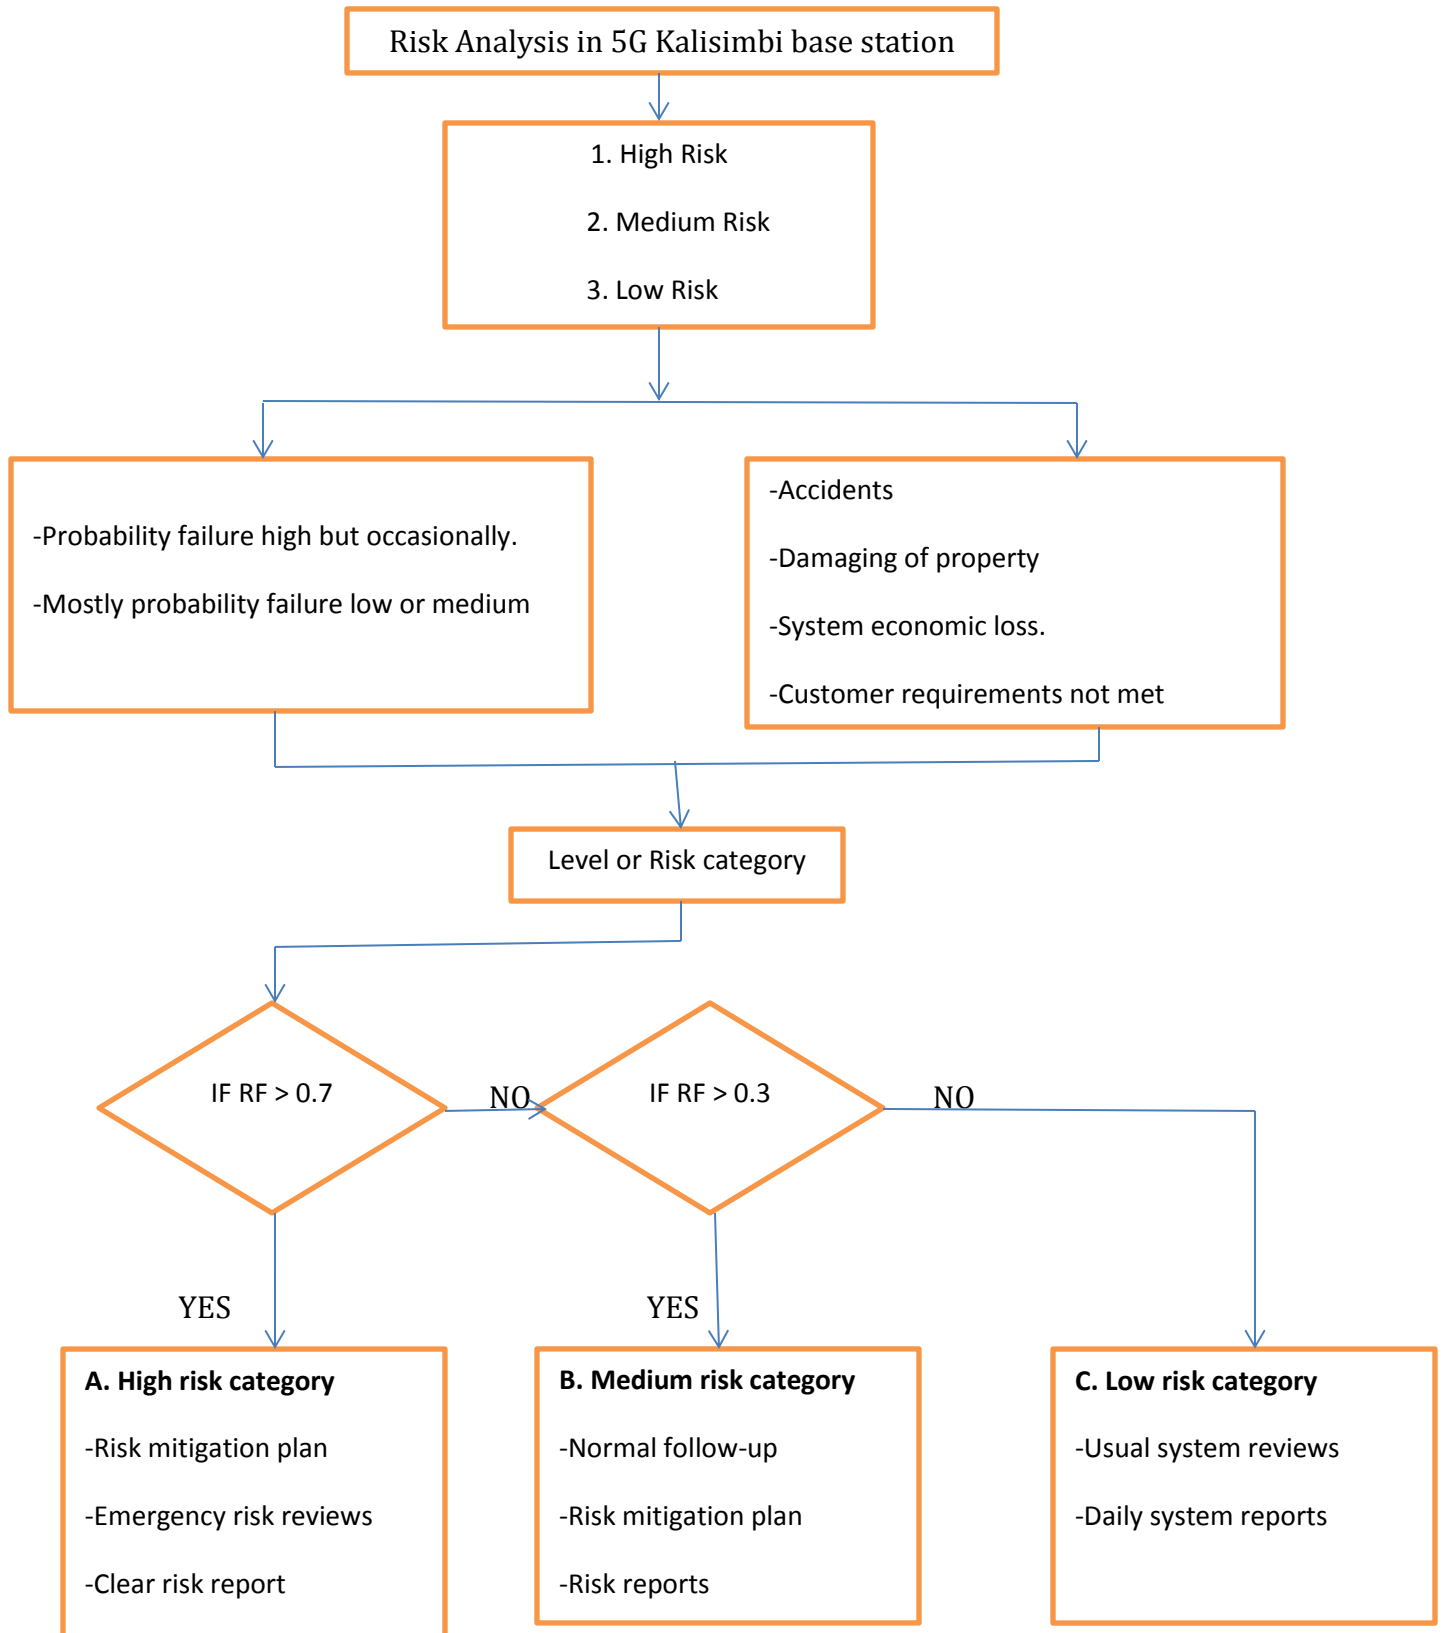 Risk Analysis in 5G Kalisimbi base station
1. High Risk
2. Medium Risk
3. Low Risk
-Probability failure high but occasionally.
-Mostly probability failure low or medium
-Accidents
-Damaging of property
-System economic loss.
-Customer requirements not met
Level or Risk category
IF RF > 0.7
NO
IF RF > 0.3
NO
YES
YES
A. High risk category
-Risk mitigation plan
-Emergency risk reviews
-Clear risk report
B. Medium risk category
-Normal follow-up
-Risk mitigation plan
-Risk reports
C. Low risk category
-Usual system reviews
-Daily system reports